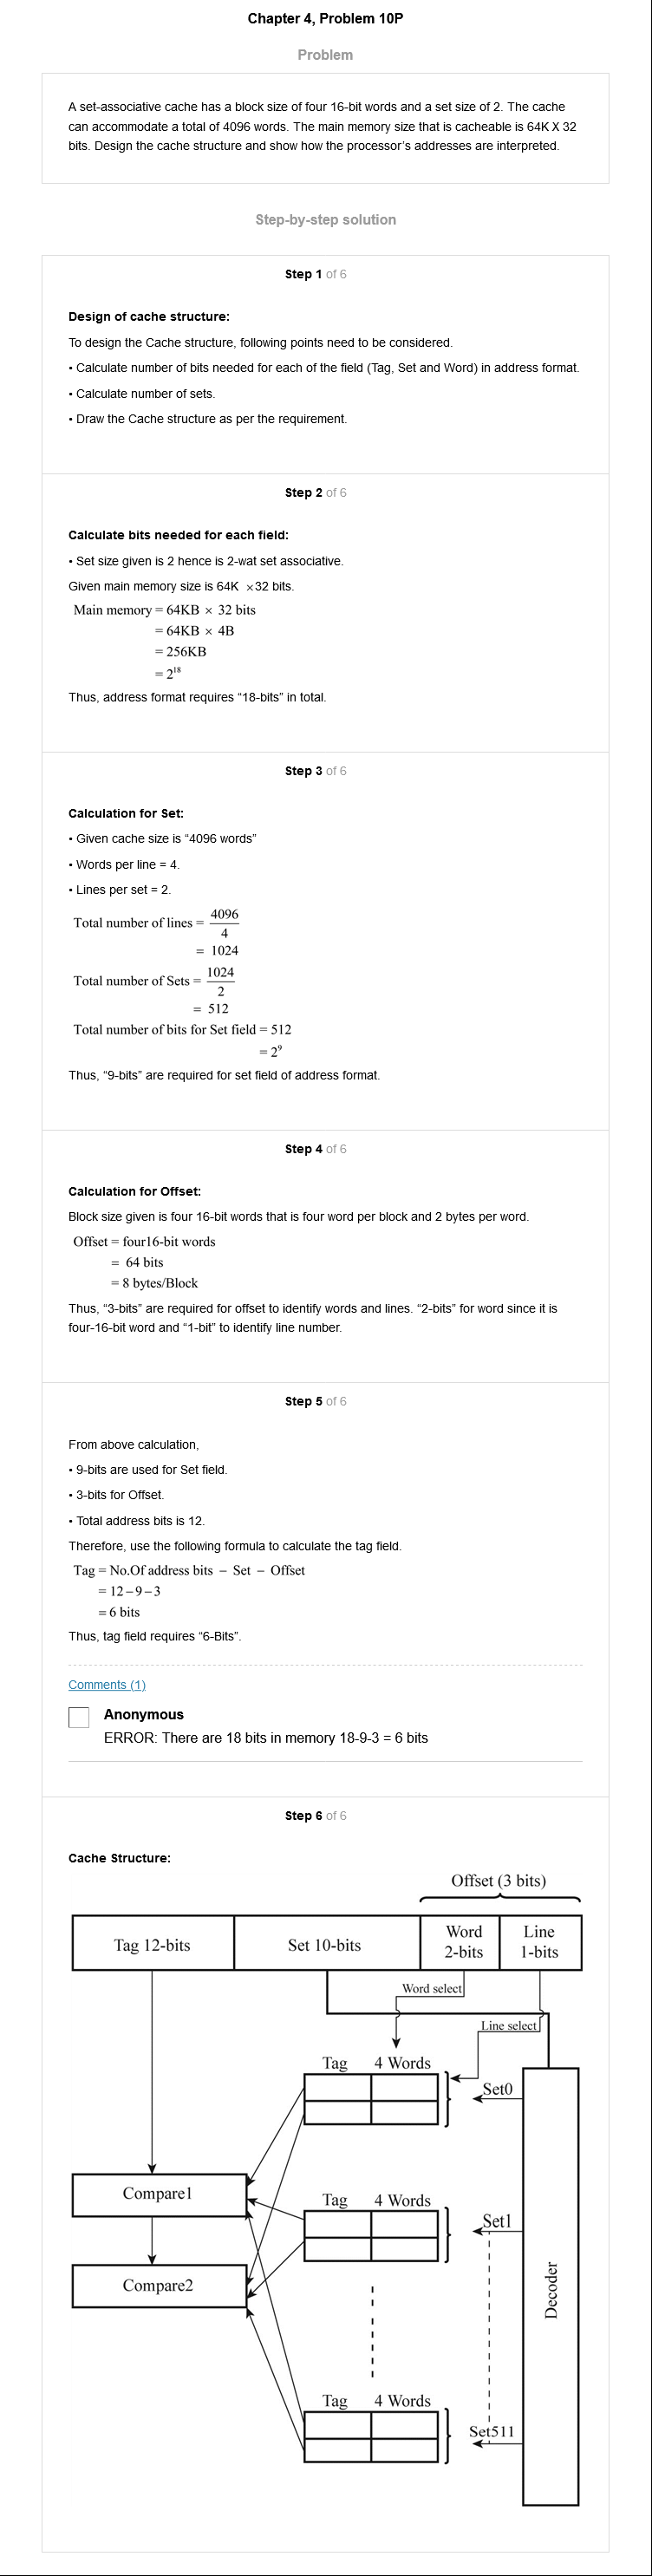 Chapter 4, Problem 10P
Problem
A set-associative cache has a block size of four 16-bit words and a set size of 2. The cache
can accommodate a total of 4096 words. The main memory size that is cacheable is 64K X 32
bits. Design the cache structure and show how the processor's addresses are interpreted.
Step-by-step solution
Step 1 of 6
Design of cache structure:
To design the Cache structure, following points need to be considered.
• Calculate number of bits needed for each of the field (Tag, Set and Word) in address format.
• Calculate number of sets.
• Draw the Cache structure as per the requirement.
Step 2 of 6
Calculate bits needed for each field:
• Set size given is 2 hence is 2-wat set associative.
Given main memory size is 64K ×32 bits.
Main memory = 64KB × 32 bits
= 64KB × 4B
= 256KB
= 2¹⁸
Thus, address format requires “18-bits” in total.
Step 3 of 6
Calculation for Set:
• Given cache size is “4096 words”
• Words per line = 4.
• Lines per set = 2.
Total number of lines = 4096
4
= 1024
Total number of Sets = 1024
2
= 512
Total number of bits for Set field = 512
= 2⁹
Thus, “9-bits” are required for set field of address format.
Step 4 of 6
Calculation for Offset:
Block size given is four 16-bit words that is four word per block and 2 bytes per word.
Offset = four16-bit words
= 64 bits
= 8 bytes/Block
Thus, “3-bits” are required for offset to identify words and lines. “2-bits” for word since it is
four-16-bit word and “1-bit” to identify line number.
Step 5 of 6
From above calculation,
• 9-bits are used for Set field.
• 3-bits for Offset.
• Total address bits is 12.
Therefore, use the following formula to calculate the tag field.
Tag = No.Of address bits − Set − Offset
= 12−9−3
= 6 bits
Thus, tag field requires “6-Bits”.
Comments (1)
Anonymous
ERROR: There are 18 bits in memory 18-9-3 = 6 bits
Step 6 of 6
Cache Structure:
Offset (3 bits)
Tag 12-bits Set 10-bits Word 2-bits Line 1-bits
Word select
Line select
Tag 4 Words
Set0
Compare1
Tag 4 Words
Set1
Compare2
Decoder
Tag 4 Words
Set511